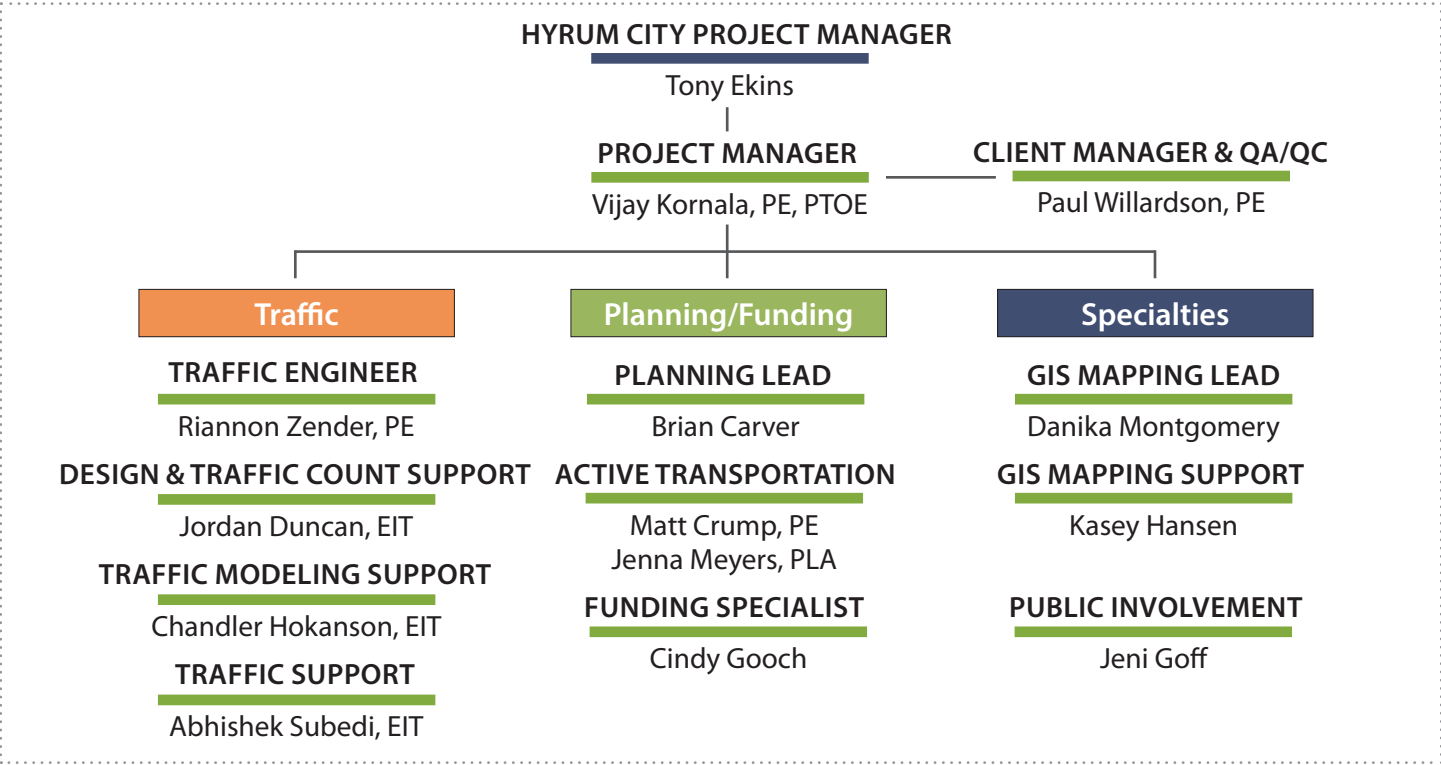 HYRUM CITY PROJECT MANAGER
Tony Ekins
PROJECT MANAGER
Vijay Kornala, PE, PTOE
CLIENT MANAGER & QA/QC
Paul Willardson, PE
Traffic
TRAFFIC ENGINEER
Riannon Zender, PE
DESIGN & TRAFFIC COUNT SUPPORT
Jordan Duncan, EIT
TRAFFIC MODELING SUPPORT
Chandler Hokanson, EIT
TRAFFIC SUPPORT
Abhishek Subedi, EIT
Planning/Funding
PLANNING LEAD
Brian Carver
ACTIVE TRANSPORTATION
Matt Crump, PE
Jenna Meyers, PLA
FUNDING SPECIALIST
Cindy Gooch
Specialties
GIS MAPPING LEAD
Danika Montgomery
GIS MAPPING SUPPORT
Kasey Hansen
PUBLIC INVOLVEMENT
Jeni Goff